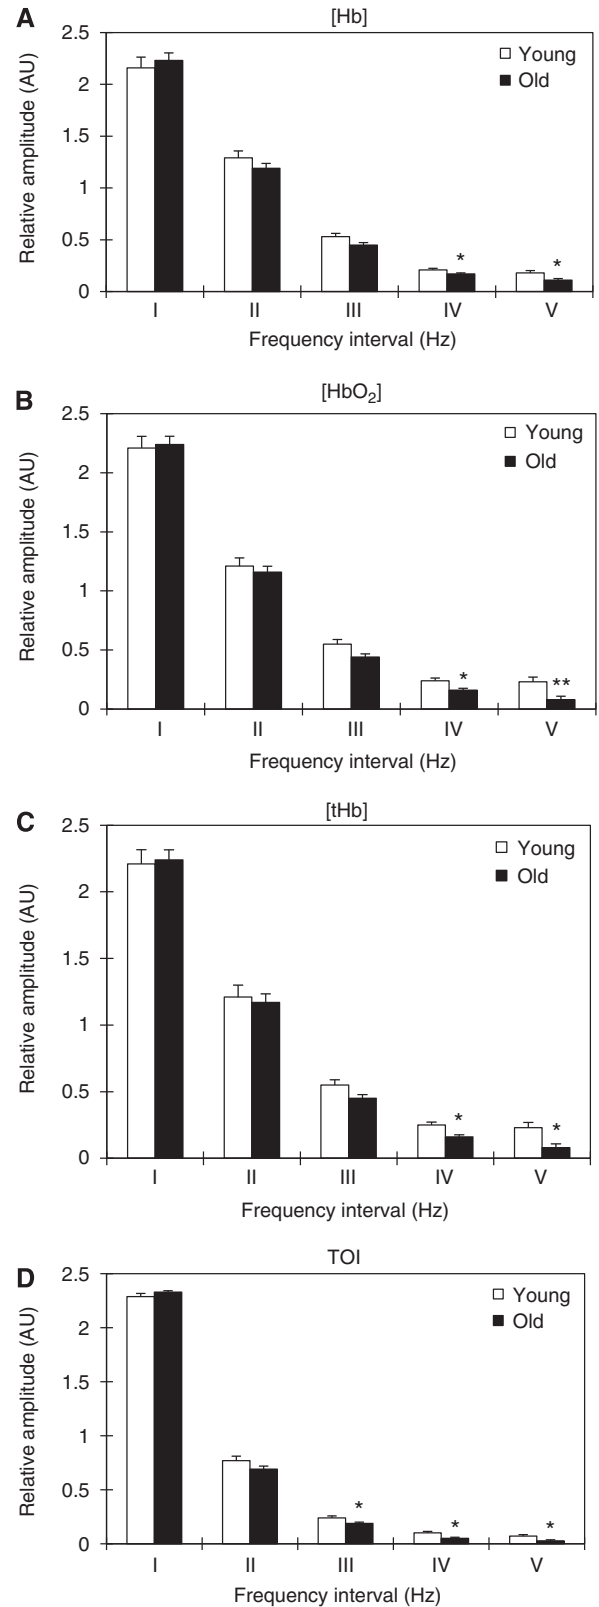 A
[Hb]
2.5
2
1.5
1
0.5
0
Relative amplitude (AU)
Young
Old
*
*
I II III IV V
Frequency interval (Hz)
B
[HbO₂]
2.5
2
1.5
1
0.5
0
Relative amplitude (AU)
Young
Old
*
**
I II III IV V
Frequency interval (Hz)
C
[tHb]
2.5
2
1.5
1
0.5
0
Relative amplitude (AU)
Young
Old
*
*
I II III IV V
Frequency interval (Hz)
D
TOI
2.5
2
1.5
1
0.5
0
Relative amplitude (AU)
Young
Old
*
*
*
I II III IV V
Frequency interval (Hz)